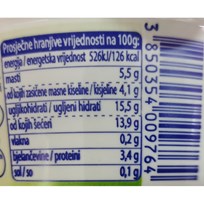 Prosječne hranjive vrijednosti na 100g:
energija / energetska vrijednost 526kJ/126 kcal
masti 5,5 g
od kojih zasićene masne kiseline / kisjeline 4,1 g
ugljikohidrati / ugljeni hidrati 15,5 g
od kojih šećeri 13,9 g
vlakna 0,2 g
bjelančevine / proteini 3,4 g
sol / so 0,1 g
3 850354 009764